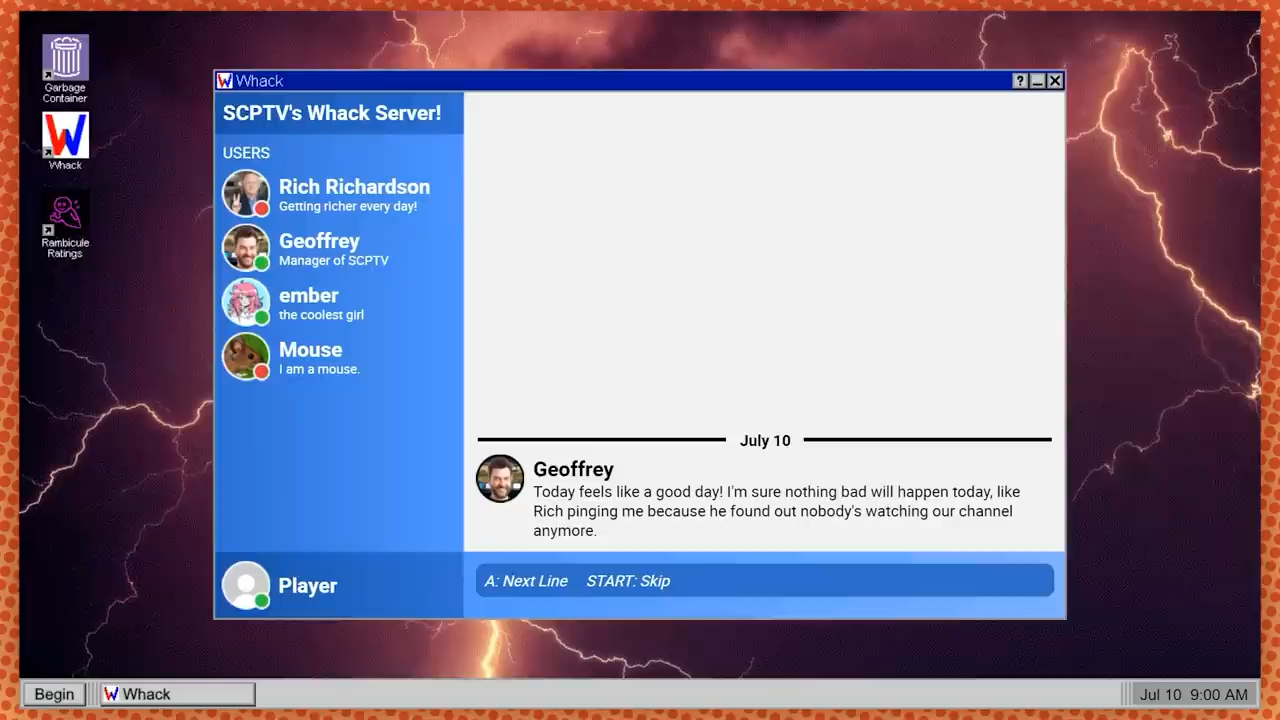 Garbage
Container
Whack
Rambicule
Ratings
W Whack
?
SCPTV's Whack Server!
USERS
Rich Richardson
Getting richer every day!
Geoffrey
Manager of SCPTV
ember
the coolest girl
Mouse
I am a mouse.
Player
July 10
Geoffrey
Today feels like a good day! I'm sure nothing bad will happen today, like
Rich pinging me because he found out nobody's watching our channel
anymore.
A: Next Line START: Skip
Begin
W Whack
Jul 10 9:00 AM